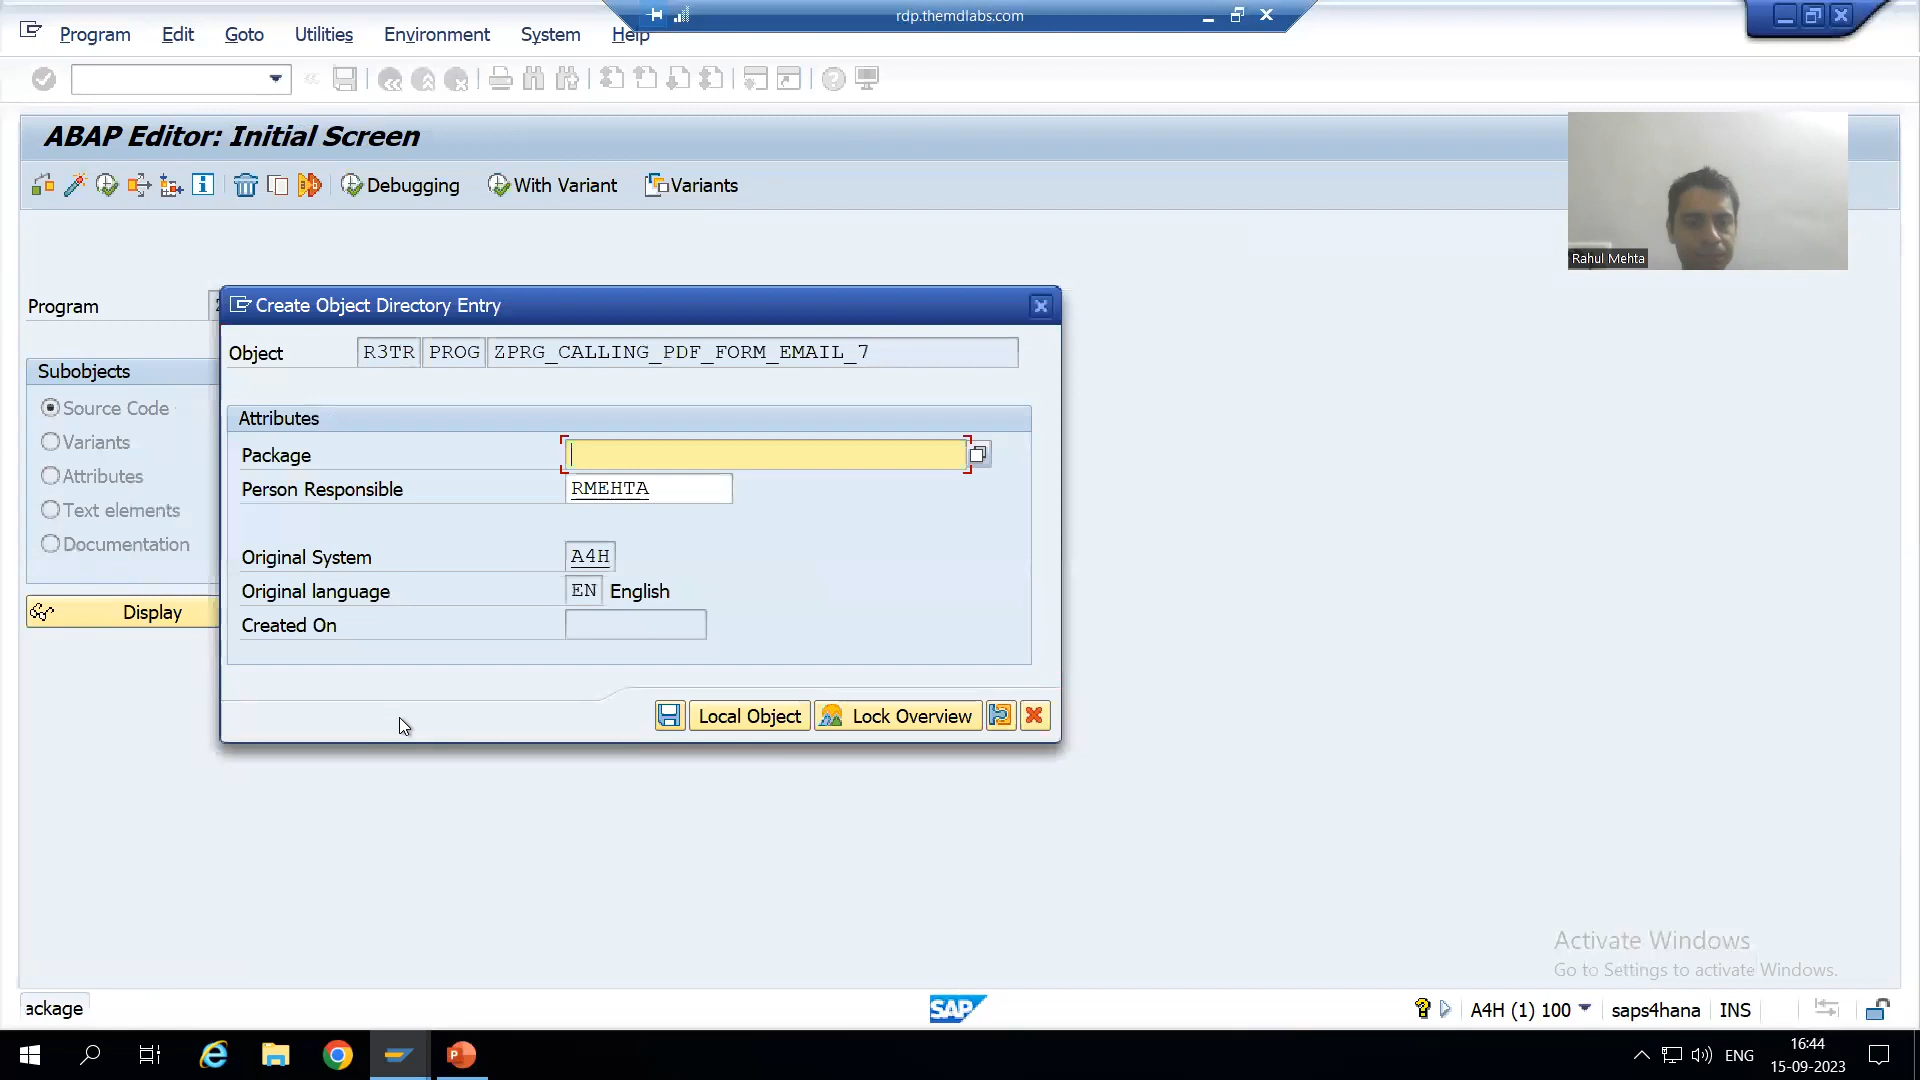 rdp.themdlabs.com
Program Edit Goto Utilities Environment System Help
ABAP Editor: Initial Screen
Debugging With Variant Variants
Rahul Mehta
Program
Create Object Directory Entry
Object R3TR PROG ZPRG_CALLING_PDF_FORM_EMAIL_7
Subobjects
Source Code
Variants
Attributes
Text elements
Documentation
Display
Attributes
Package
Person Responsible RMEHTA
Original System A4H
Original language EN English
Created On
Local Object Lock Overview
Activate Windows
Go to Settings to activate Windows.
ackage
SAP
A4H (1) 100 saps4hana INS
ENG
16:44
15-09-2023